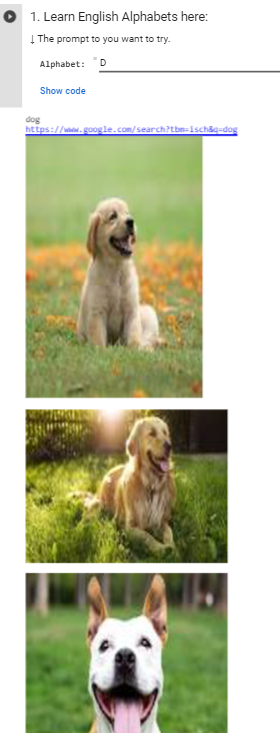 1. Learn English Alphabets here:
↓ The prompt to you want to try.
Alphabet: " D
Show code
dog
https://www.google.com/search?tbm=isch&q=dog